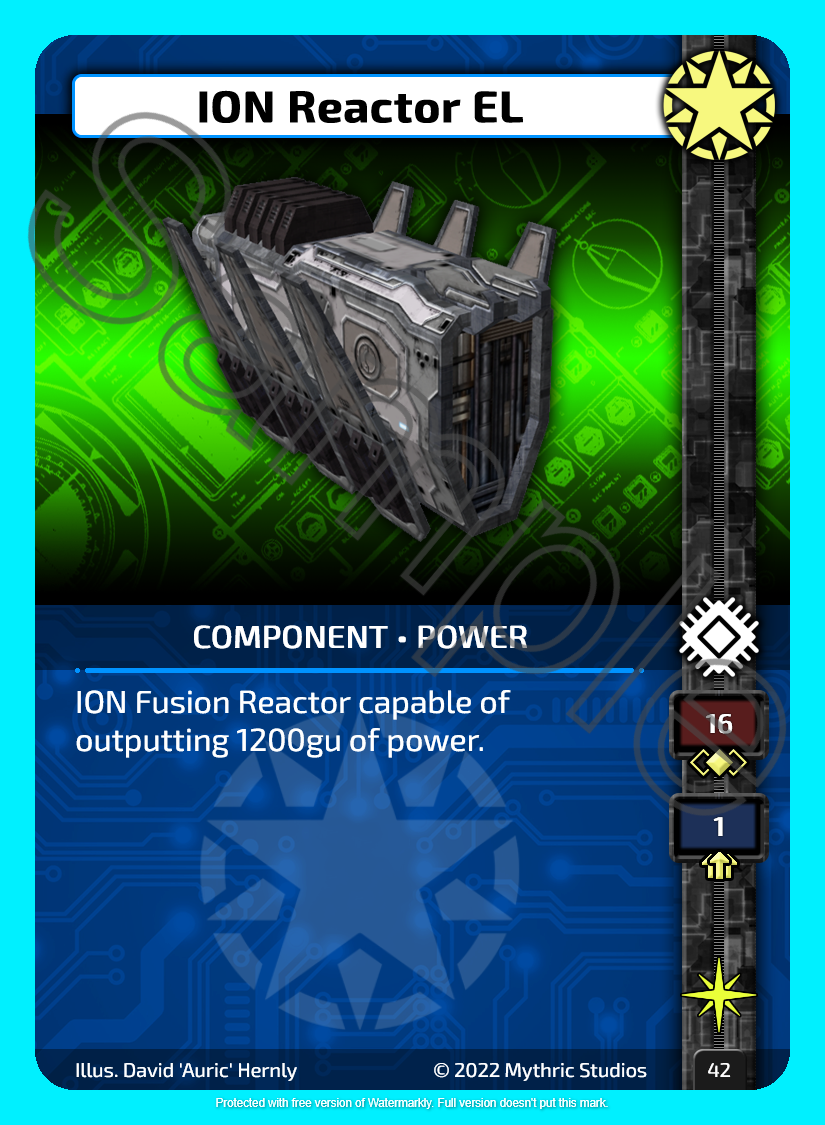 ION Reactor EL
Sample
COMPONENT • POWER
ION Fusion Reactor capable of
outputting 1200gu of power.
16
1
Illus. David 'Auric' Hernly
© 2022 Mythric Studios
42
Protected with free version of Watermarkly. Full version doesn't put this mark.